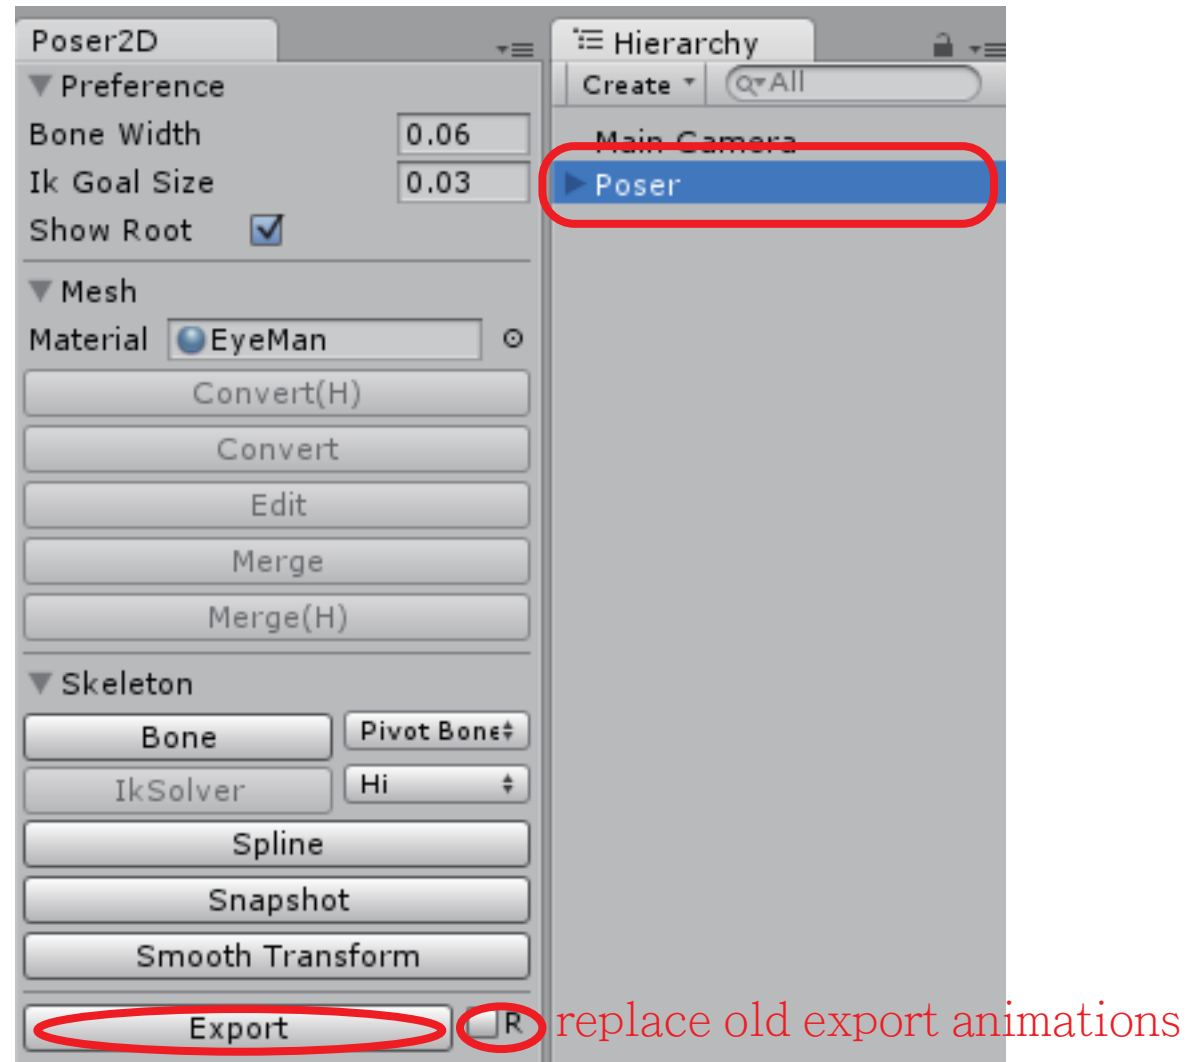 Poser2D
Preference
Bone Width 0.06
Ik Goal Size 0.03
Show Root
Mesh
Material EyeMan
Convert(H)
Convert
Edit
Merge
Merge(H)
Skeleton
Bone Pivot Bone
IkSolver Hi
Spline
Snapshot
Smooth Transform
Export R
replace old export animations
Hierarchy
Create All
Main Camera
Poser